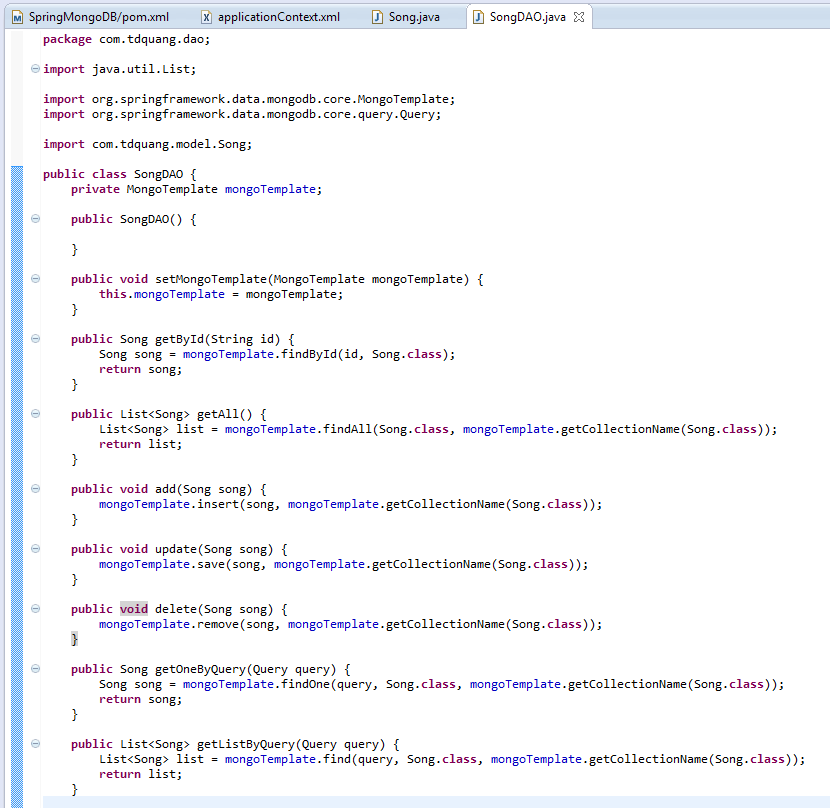 SpringMongoDB/pom.xml applicationContext.xml Song.java SongDAO.java
package com.tdquang.dao;
import java.util.List;
import org.springframework.data.mongodb.core.MongoTemplate;
import org.springframework.data.mongodb.core.query.Query;
import com.tdquang.model.Song;
public class SongDAO {
    private MongoTemplate mongoTemplate;
    public SongDAO() {
    }
    public void setMongoTemplate(MongoTemplate mongoTemplate) {
        this.mongoTemplate = mongoTemplate;
    }
    public Song getById(String id) {
        Song song = mongoTemplate.findById(id, Song.class);
        return song;
    }
    public List<Song> getAll() {
        List<Song> list = mongoTemplate.findAll(Song.class, mongoTemplate.getCollectionName(Song.class));
        return list;
    }
    public void add(Song song) {
        mongoTemplate.insert(song, mongoTemplate.getCollectionName(Song.class));
    }
    public void update(Song song) {
        mongoTemplate.save(song, mongoTemplate.getCollectionName(Song.class));
    }
    public void delete(Song song) {
        mongoTemplate.remove(song, mongoTemplate.getCollectionName(Song.class));
    }
    public Song getOneByQuery(Query query) {
        Song song = mongoTemplate.findOne(query, Song.class, mongoTemplate.getCollectionName(Song.class));
        return song;
    }
    public List<Song> getListByQuery(Query query) {
        List<Song> list = mongoTemplate.find(query, Song.class, mongoTemplate.getCollectionName(Song.class));
        return list;
    }